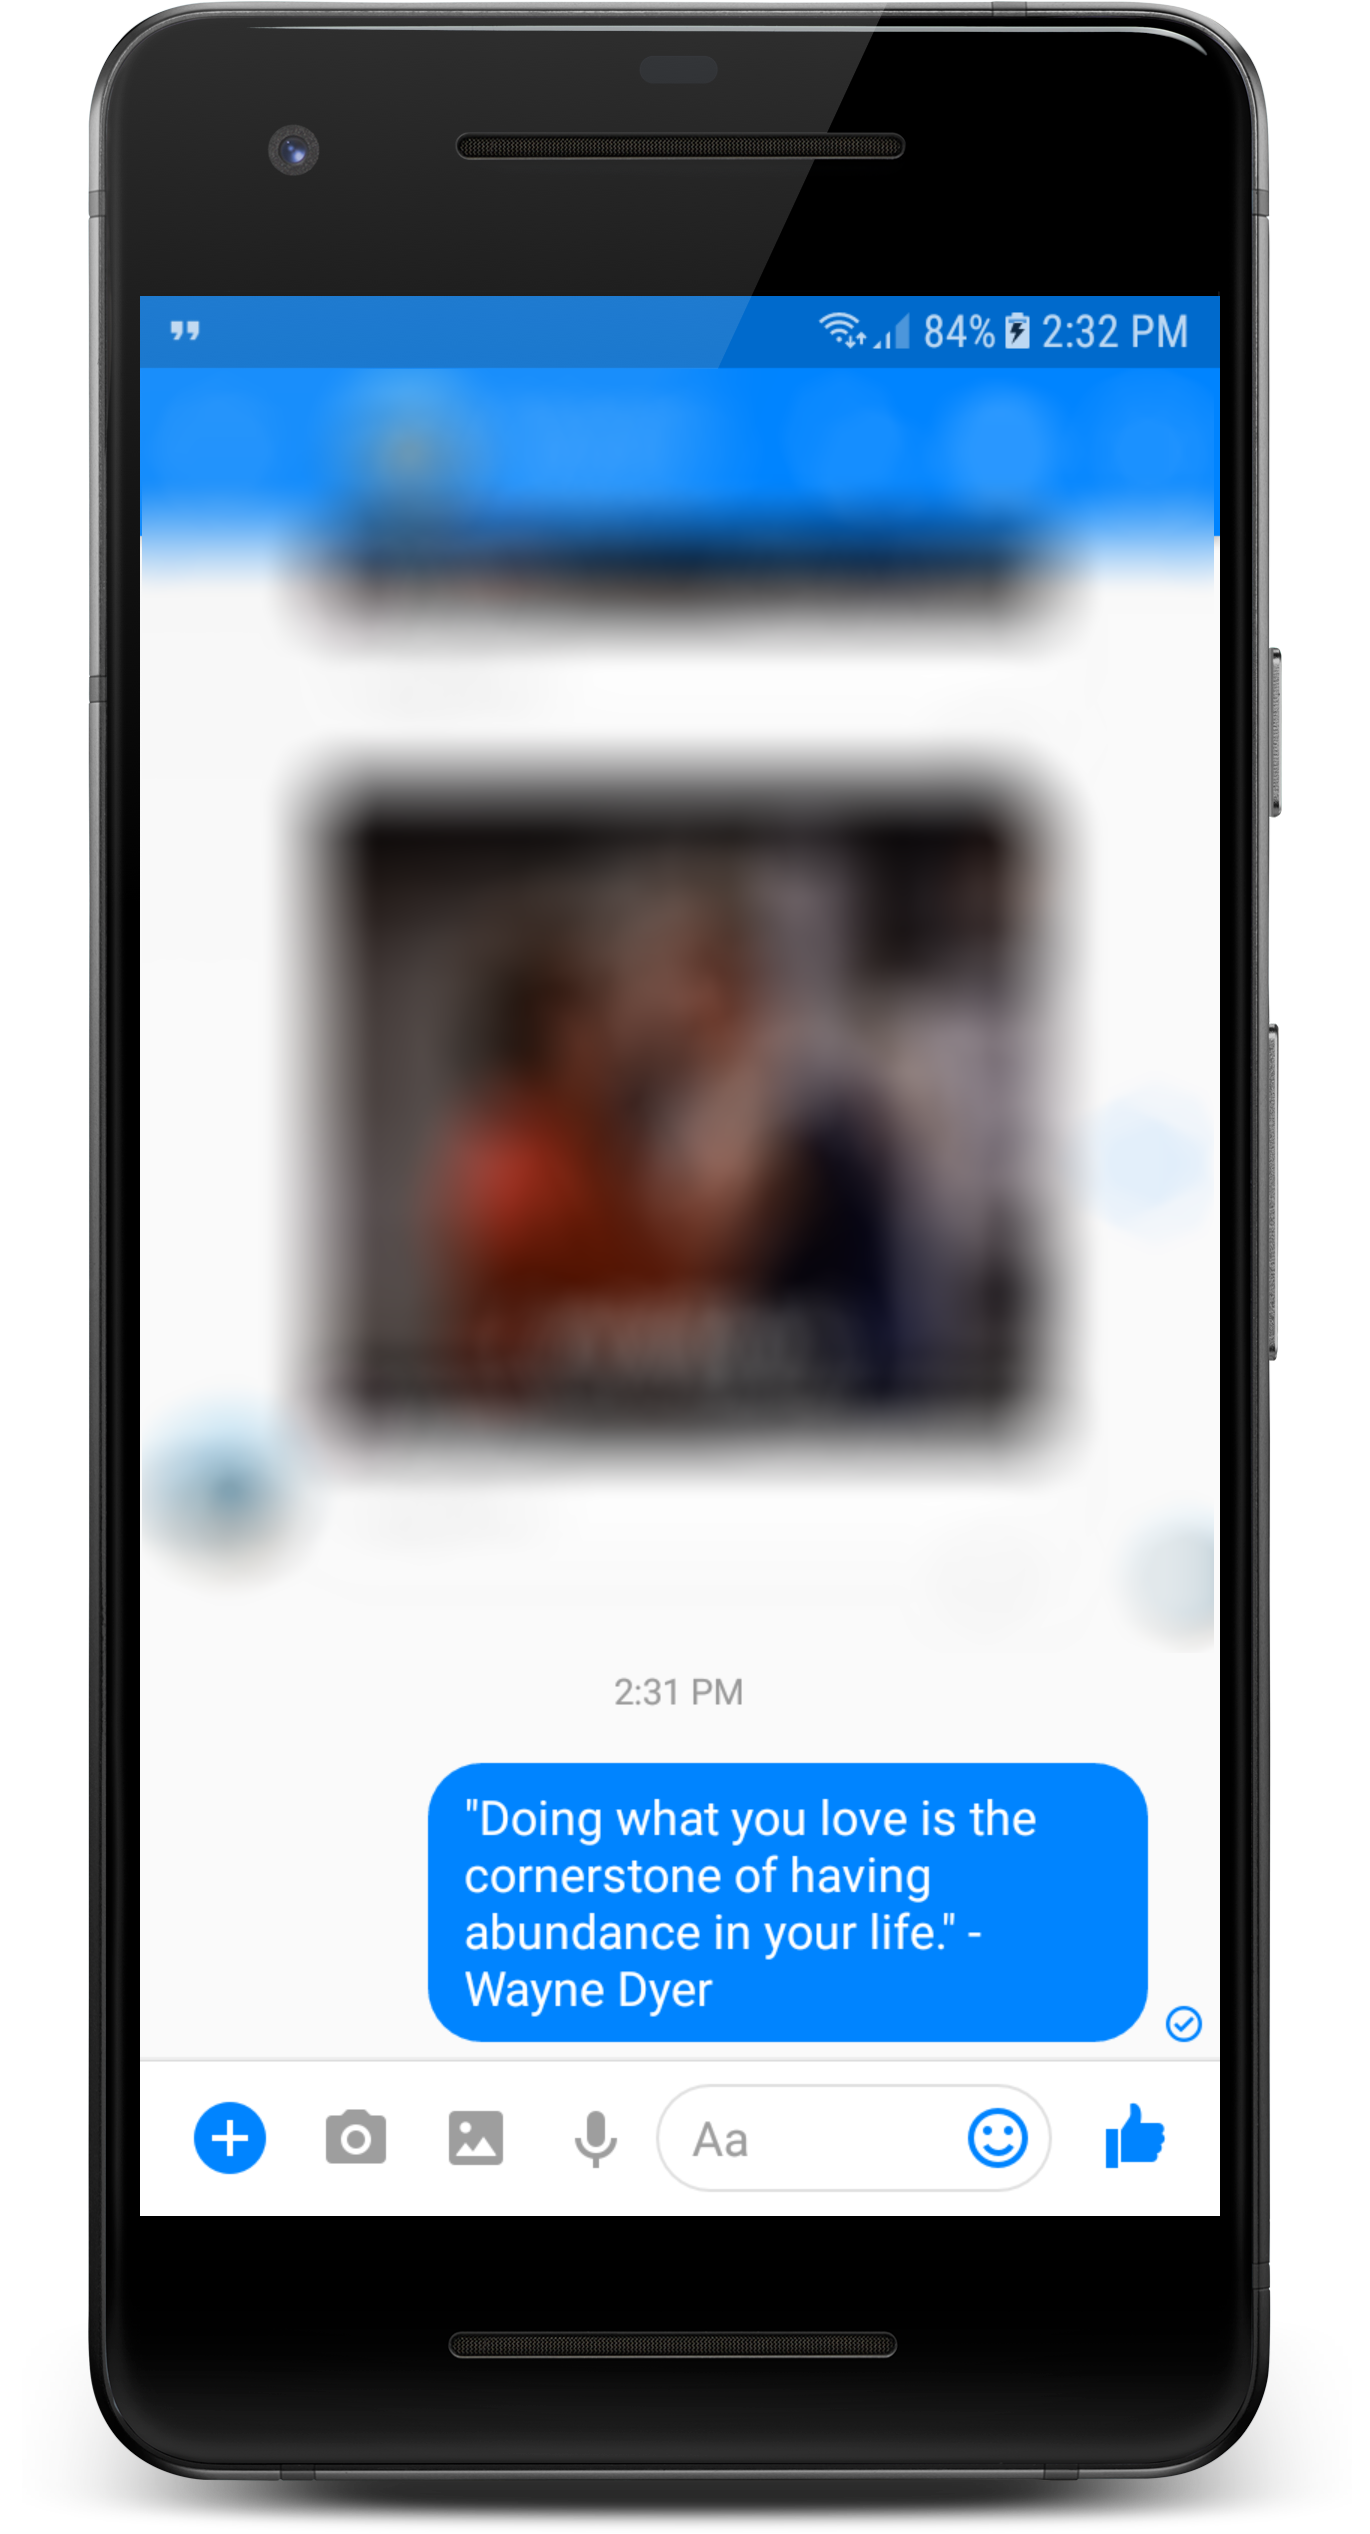 84% 2:32 PM
2:31 PM
"Doing what you love is the
cornerstone of having
abundance in your life." -
Wayne Dyer
Aa